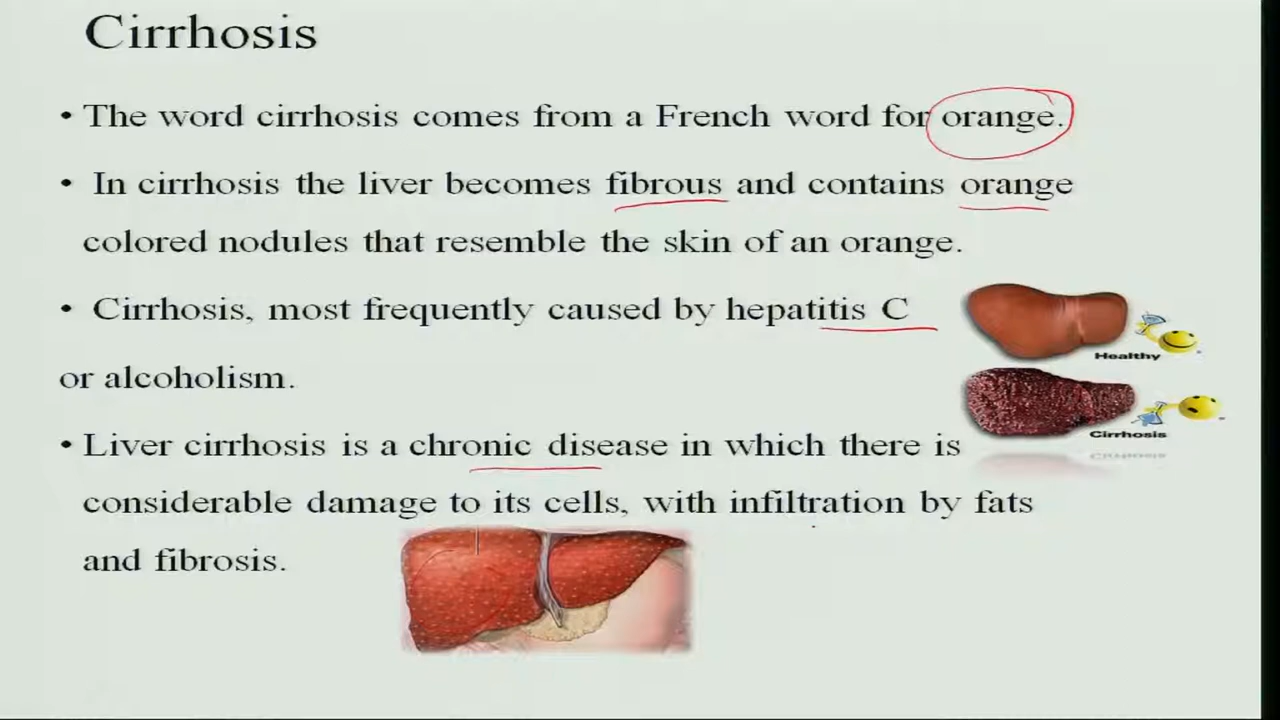 Cirrhosis
• The word cirrhosis comes from a French word for orange.
• In cirrhosis the liver becomes fibrous and contains orange
colored nodules that resemble the skin of an orange.
• Cirrhosis, most frequently caused by hepatitis C
Healthy
or alcoholism.
Cirrhosis
• Liver cirrhosis is a chronic disease in which there is
considerable damage to its cells, with infiltration by fats
and fibrosis.